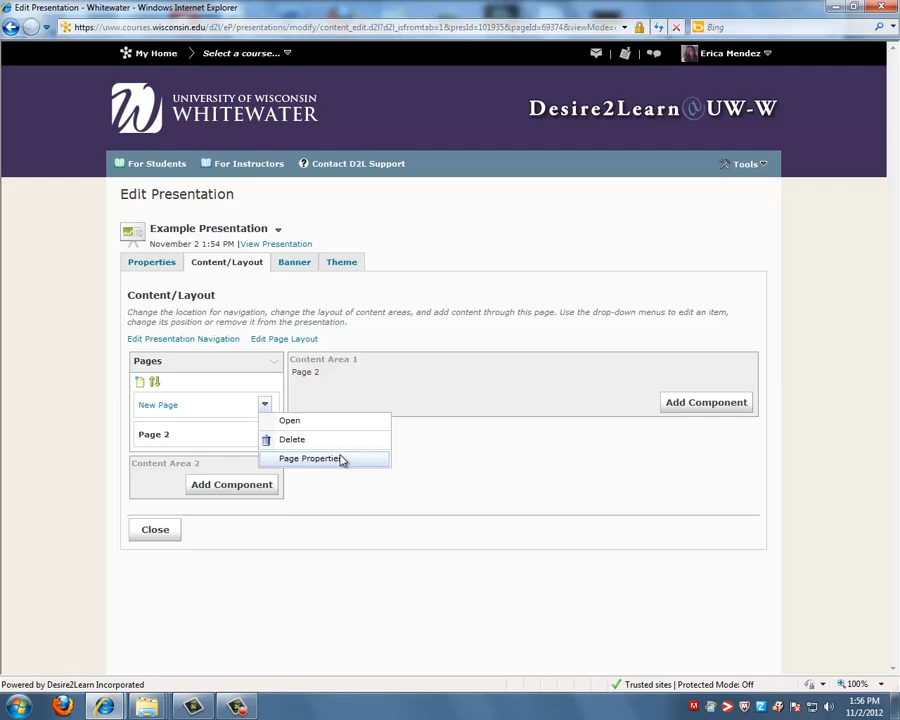 Edit Presentation - Whitewater - Windows Internet Explorer
https://uww.courses.wisconsin.edu/d2l/eP/presentations/modify/content_edit.d2l?d2l_isfromtab=1&presId=101935&pageId=69374&viewMode=
Bing
My Home
Select a course...
Erica Mendez
UNIVERSITY OF WISCONSIN
WHITEWATER
Desire2Learn@UW-W
For Students
For Instructors
Contact D2L Support
Tools
Edit Presentation
Example Presentation
November 2 1:54 PM |View Presentation
Properties
Content/Layout
Banner
Theme
Content/Layout
Change the location for navigation, change the layout of content areas, and add content through this page. Use the drop-down menus to edit an item,
change its position or remove it from the presentation.
Edit Presentation Navigation
Edit Page Layout
Pages
Content Area 1
Page 2
Add Component
New Page
Open
Page 2
Delete
Page Properties
Content Area 2
Add Component
Close
Powered by Desire2Learn Incorporated
Trusted sites | Protected Mode: Off
100%
1:56 PM
11/2/2012